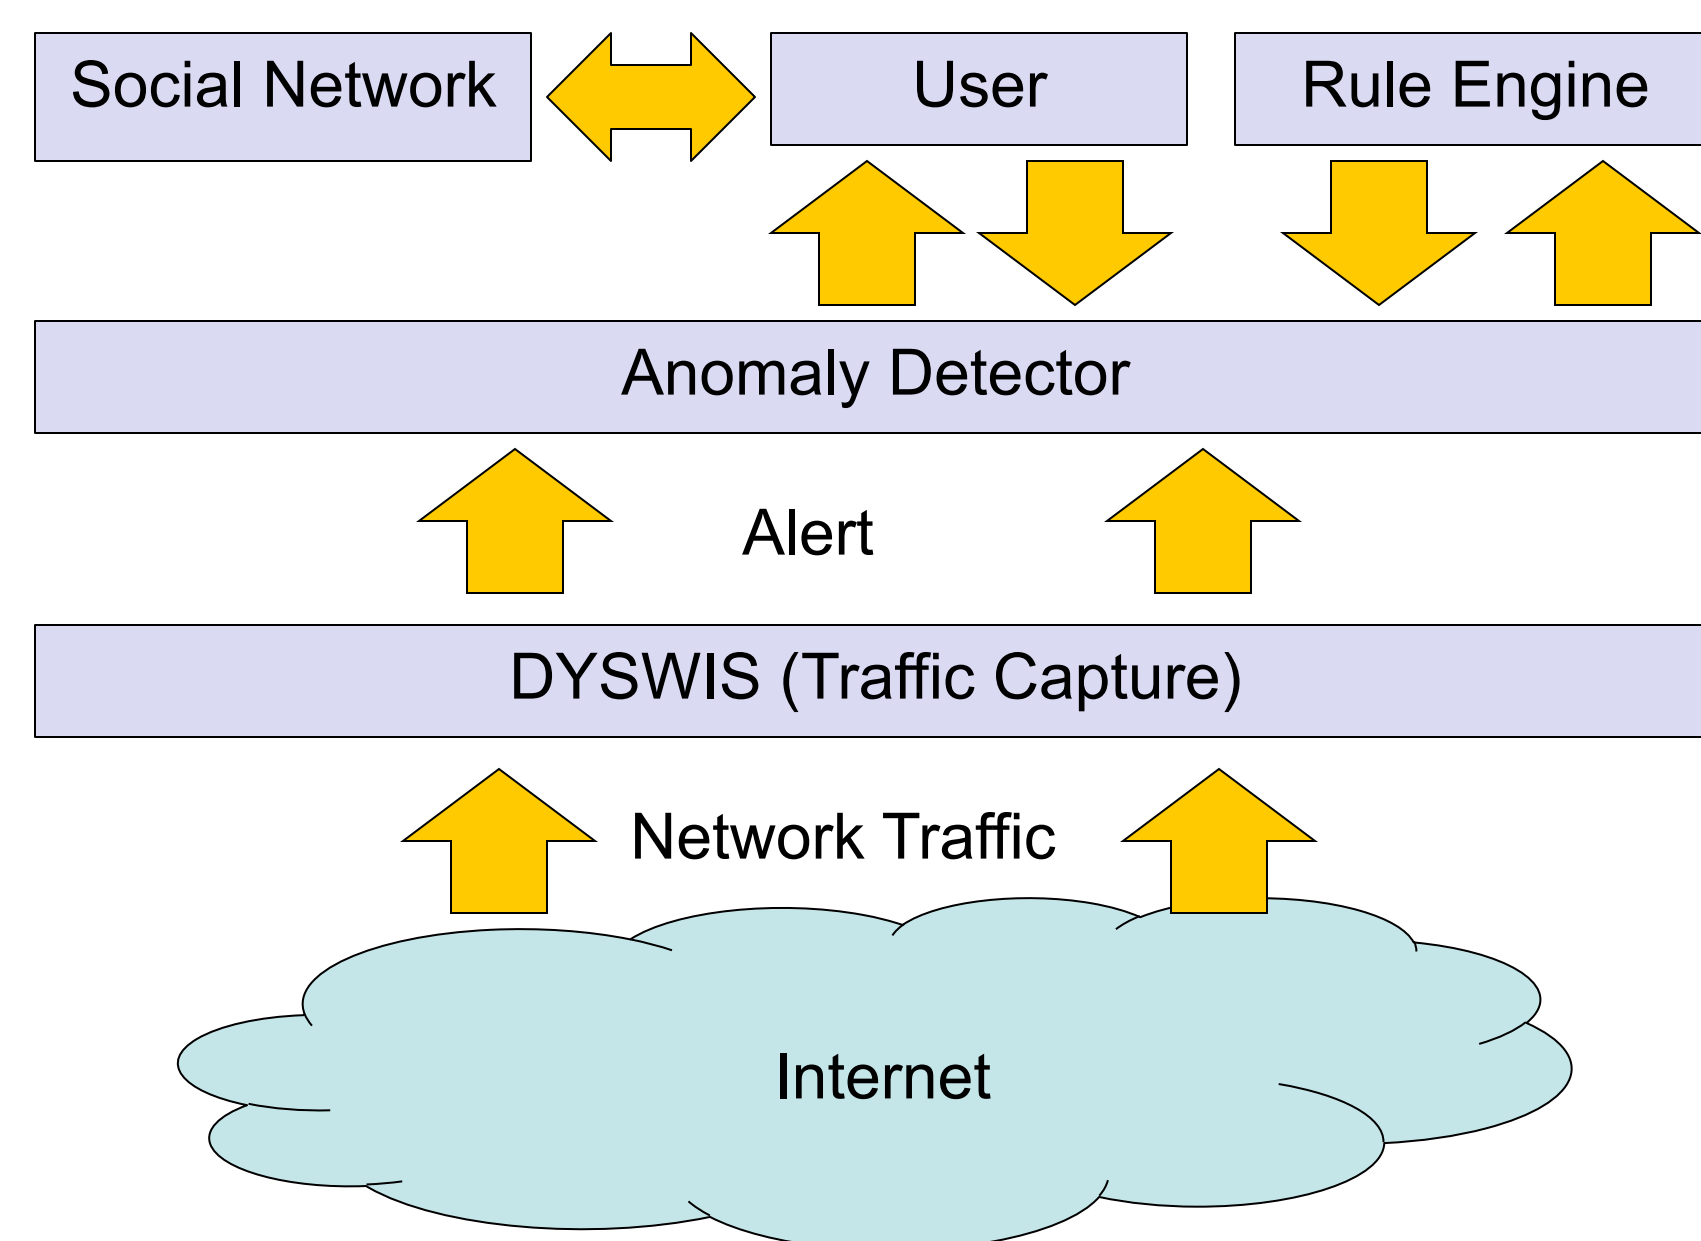 Social Network
User
Rule Engine
Anomaly Detector
Alert
DYSWIS (Traffic Capture)
Network Traffic
Internet